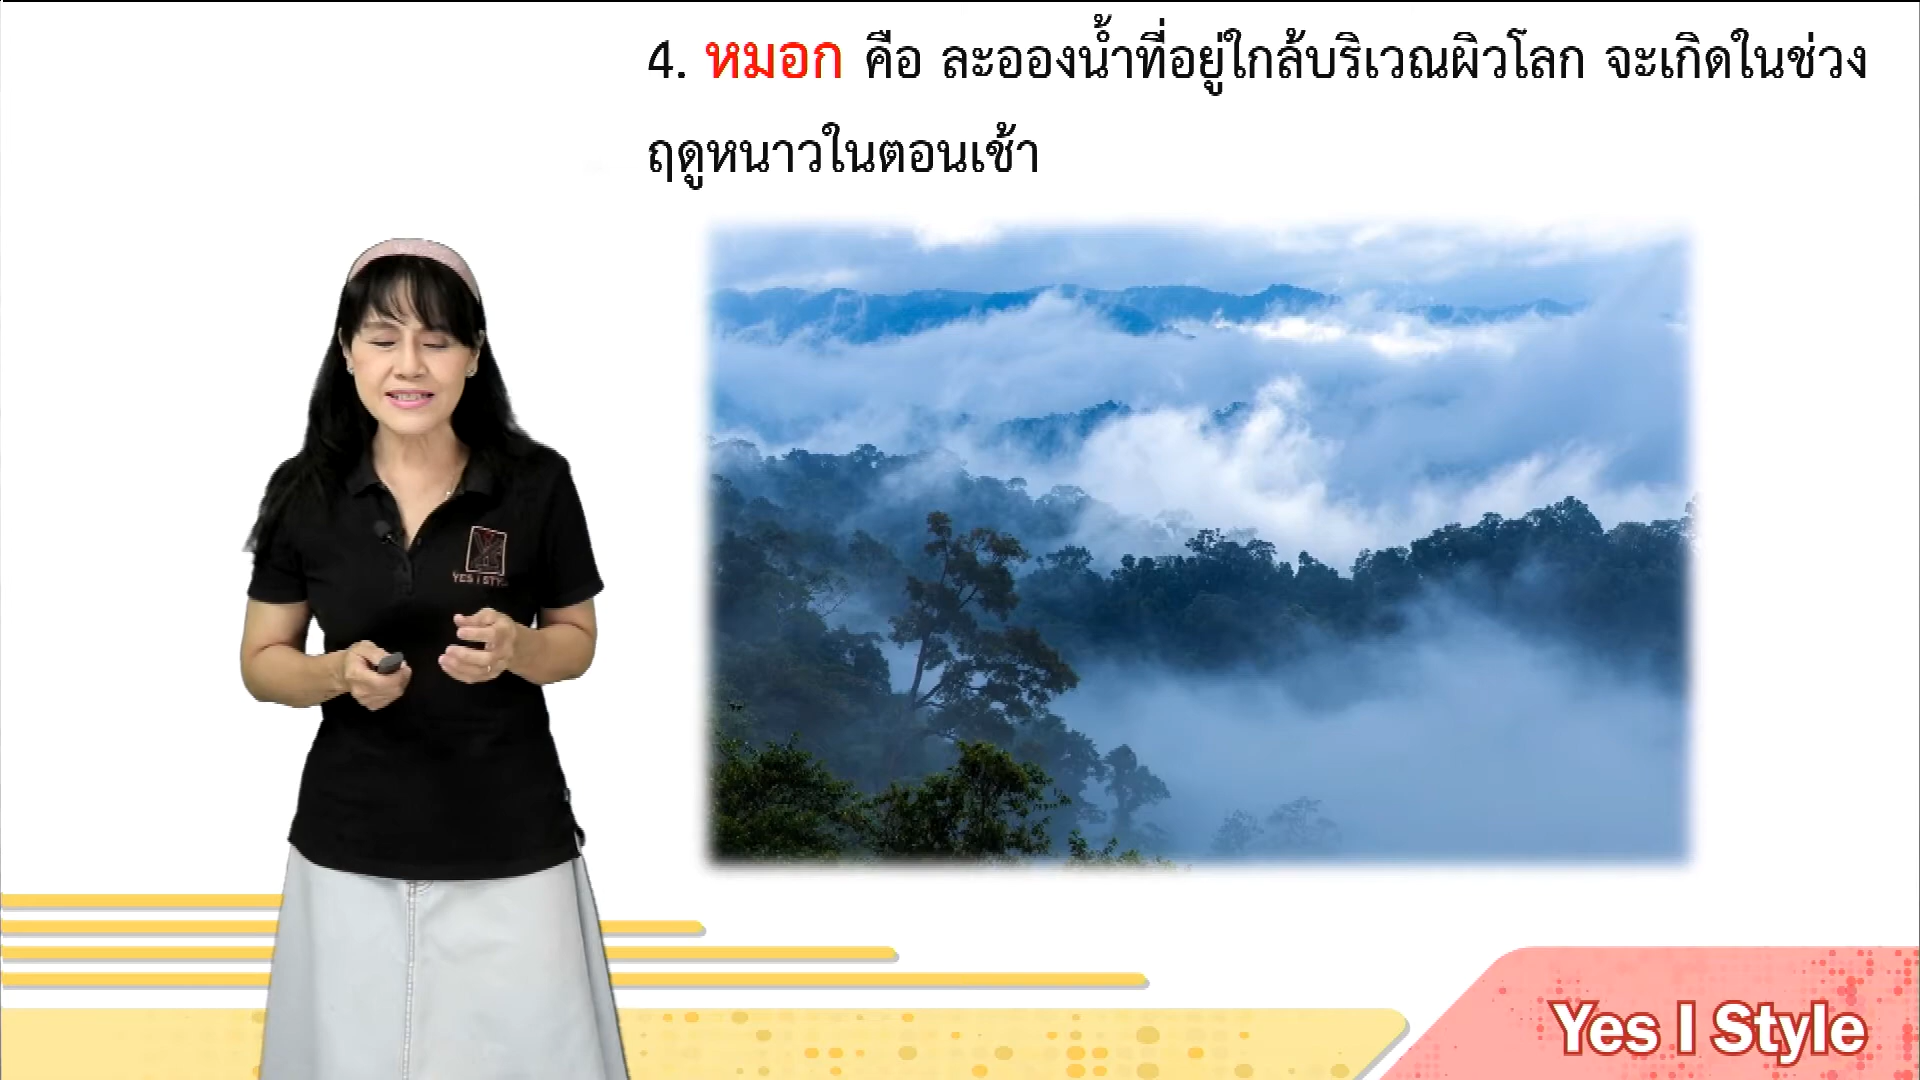 4. หมอก คือ ละอองน้ำที่อยู่ใกล้บริเวณผิวโลก จะเกิดในช่วง
ฤดูหนาวในตอนเช้า
YES I STYLE
Yes I Style